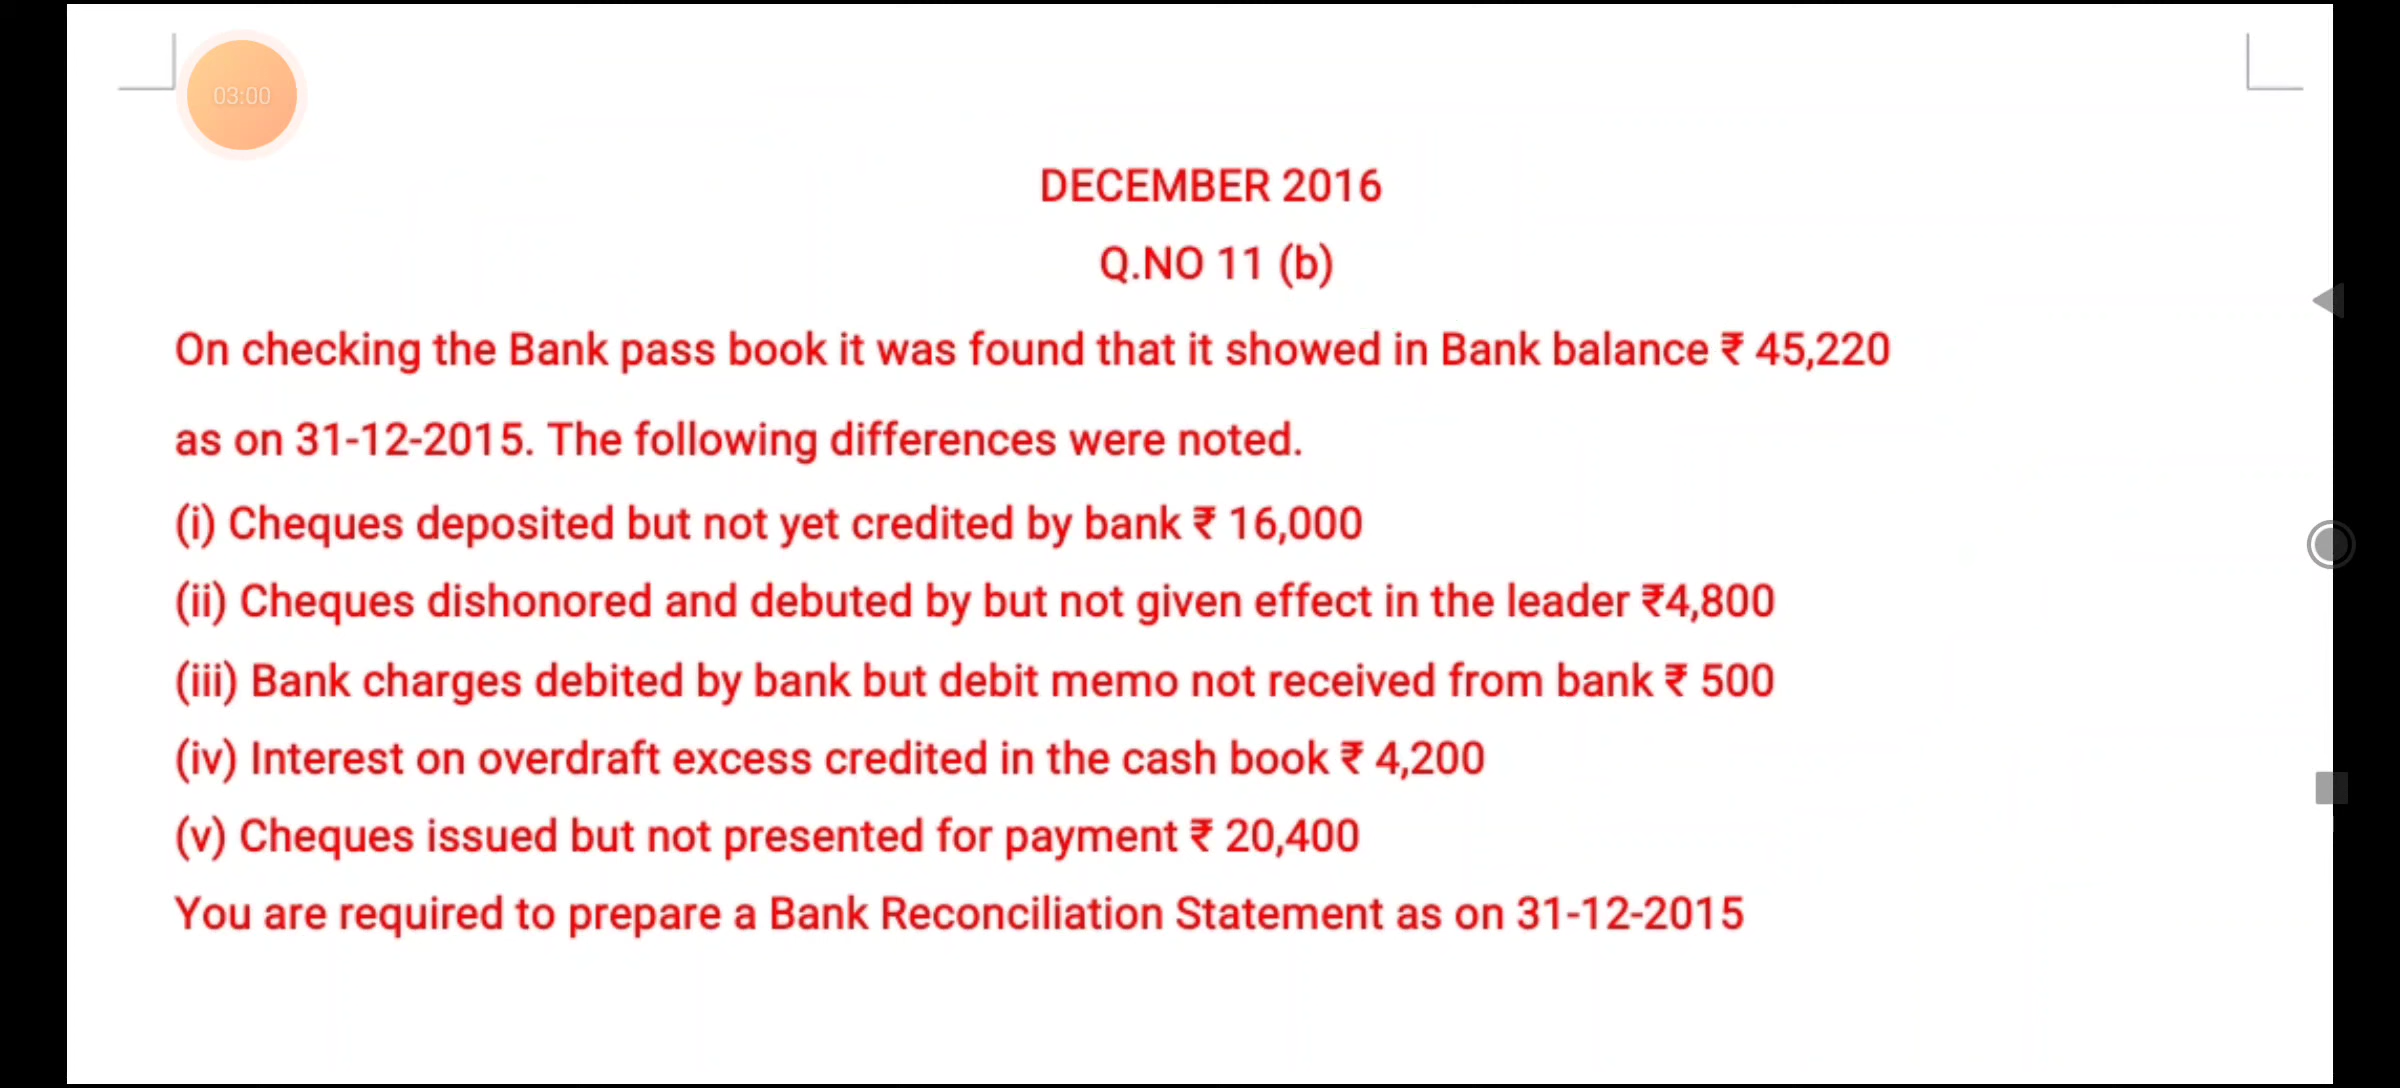 03:00
DECEMBER 2016
Q.NO 11 (b)
On checking the Bank pass book it was found that it showed in Bank balance ₹ 45,220
as on 31-12-2015. The following differences were noted.
(i) Cheques deposited but not yet credited by bank ₹ 16,000
(ii) Cheques dishonored and debuted by but not given effect in the leader ₹4,800
(iii) Bank charges debited by bank but debit memo not received from bank ₹ 500
(iv) Interest on overdraft excess credited in the cash book ₹ 4,200
(v) Cheques issued but not presented for payment ₹ 20,400
You are required to prepare a Bank Reconciliation Statement as on 31-12-2015